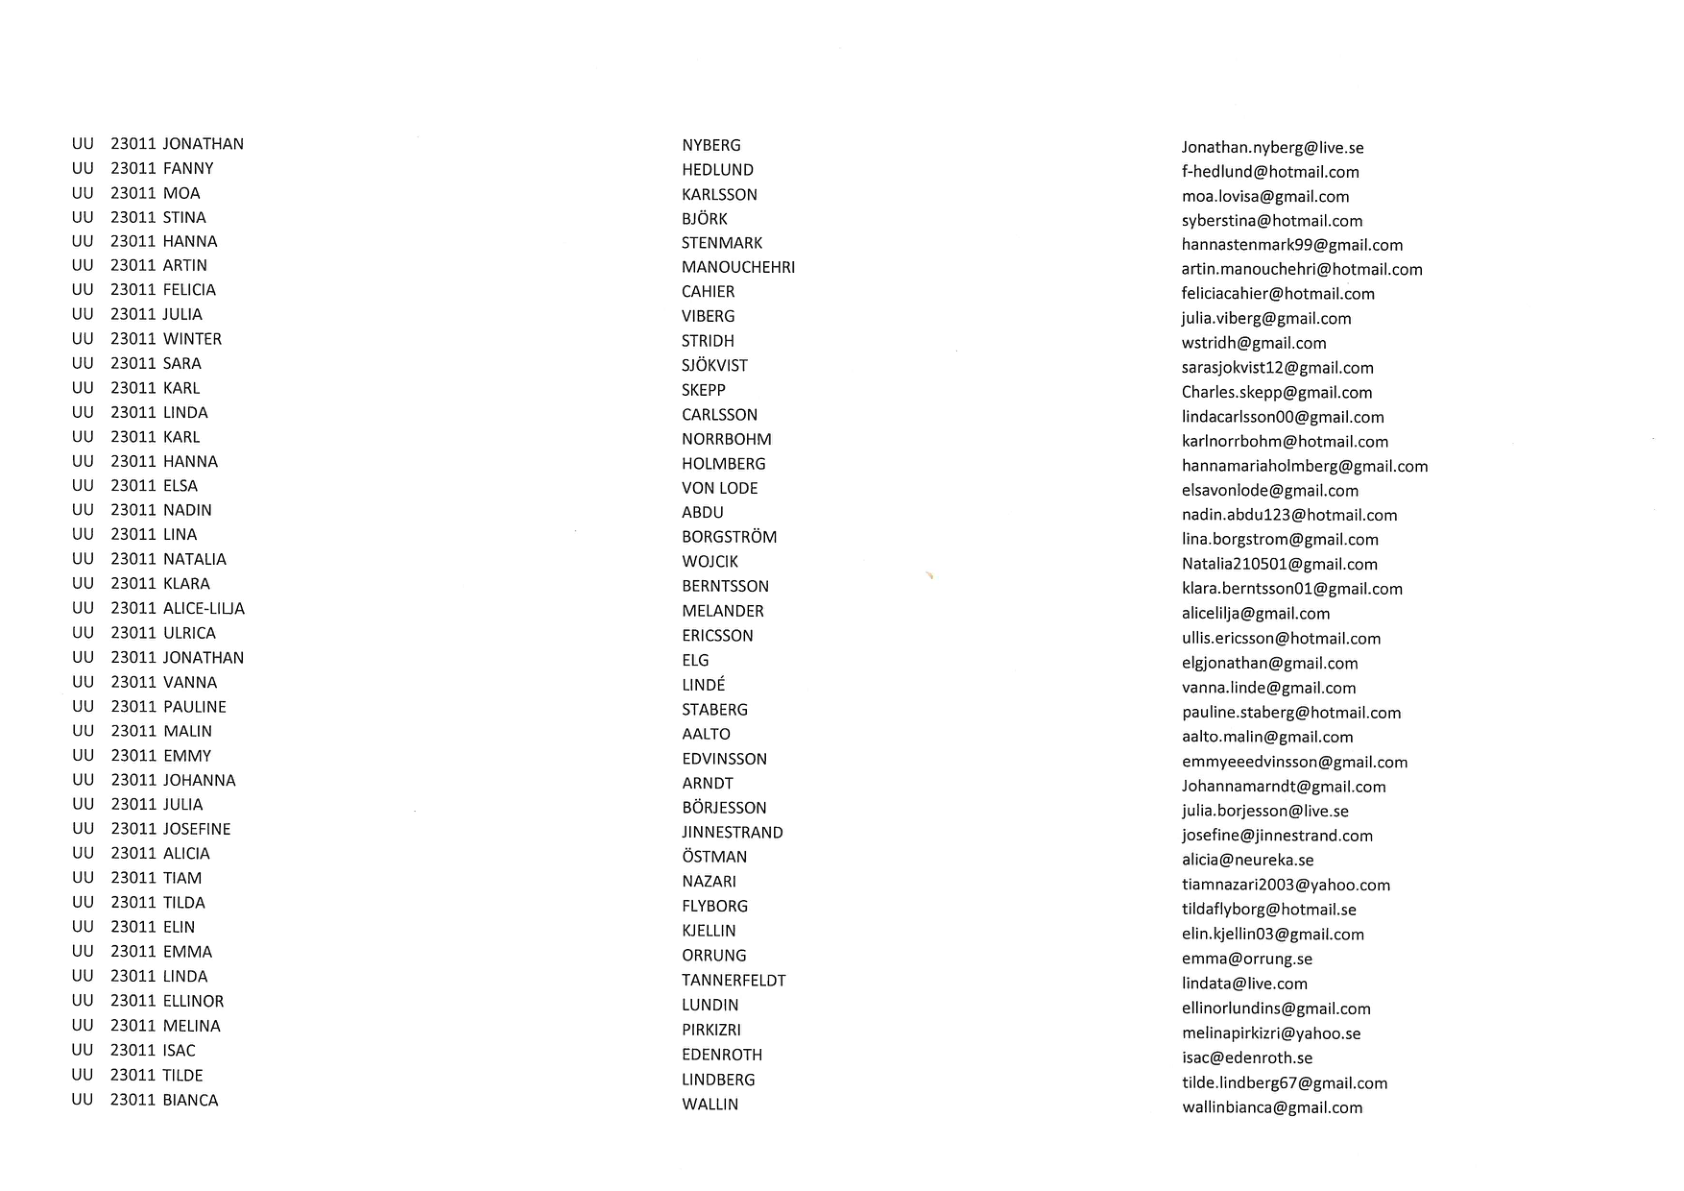 UU 23011 JONATHAN NYBERG Jonathan.nyberg@live.se
UU 23011 FANNY HEDLUND f-hedlund@hotmail.com
UU 23011 MOA KARLSSON moa.lovisa@gmail.com
UU 23011 STINA BJÖRK syberstina@hotmail.com
UU 23011 HANNA STENMARK hannastenmark99@gmail.com
UU 23011 ARTIN MANOUCHEHRI artin.manouchehri@hotmail.com
UU 23011 FELICIA CAHIER feliciacahier@hotmail.com
UU 23011 JULIA VIBERG julia.viberg@gmail.com
UU 23011 WINTER STRIDH wstridh@gmail.com
UU 23011 SARA SJÖKVIST sarasjokvist12@gmail.com
UU 23011 KARL SKEPP Charles.skepp@gmail.com
UU 23011 LINDA CARLSSON lindacarlsson00@gmail.com
UU 23011 KARL NORRBOHM karlnorrbohm@hotmail.com
UU 23011 HANNA HOLMBERG hannamariaholmberg@gmail.com
UU 23011 ELSA VON LODE elsavonlode@gmail.com
UU 23011 NADIN ABDU nadin.abdu123@hotmail.com
UU 23011 LINA BORGSTRÖM lina.borgstrom@gmail.com
UU 23011 NATALIA WOJCIK Natalia210501@gmail.com
UU 23011 KLARA BERNTSSON klara.berntsson01@gmail.com
UU 23011 ALICE-LILJA MELANDER alicelilja@gmail.com
UU 23011 ULRICA ERICSSON ullis.ericsson@hotmail.com
UU 23011 JONATHAN ELG elgjonathan@gmail.com
UU 23011 VANNA LINDÉ vanna.linde@gmail.com
UU 23011 PAULINE STABERG pauline.staberg@hotmail.com
UU 23011 MALIN AALTO aalto.malin@gmail.com
UU 23011 EMMY EDVINSSON emmyeeedvinsson@gmail.com
UU 23011 JOHANNA ARNDT Johannamarndt@gmail.com
UU 23011 JULIA BÖRJESSON julia.borjesson@live.se
UU 23011 JOSEFINE JINNESTRAND josefine@jinnestrand.com
UU 23011 ALICIA ÖSTMAN alicia@neureka.se
UU 23011 TIAM NAZARI tiamnazari2003@yahoo.com
UU 23011 TILDA FLYBORG tildaflyborg@hotmail.se
UU 23011 ELIN KJELLIN elin.kjellin03@gmail.com
UU 23011 EMMA ORRUNG emma@orrung.se
UU 23011 LINDA TANNERFELDT lindata@live.com
UU 23011 ELLINOR LUNDIN ellinorlundins@gmail.com
UU 23011 MELINA PIRKIZRI melinapirkizri@yahoo.se
UU 23011 ISAC EDENROTH isac@edenroth.se
UU 23011 TILDE LINDBERG tilde.lindberg67@gmail.com
UU 23011 BIANCA WALLIN wallinbianca@gmail.com